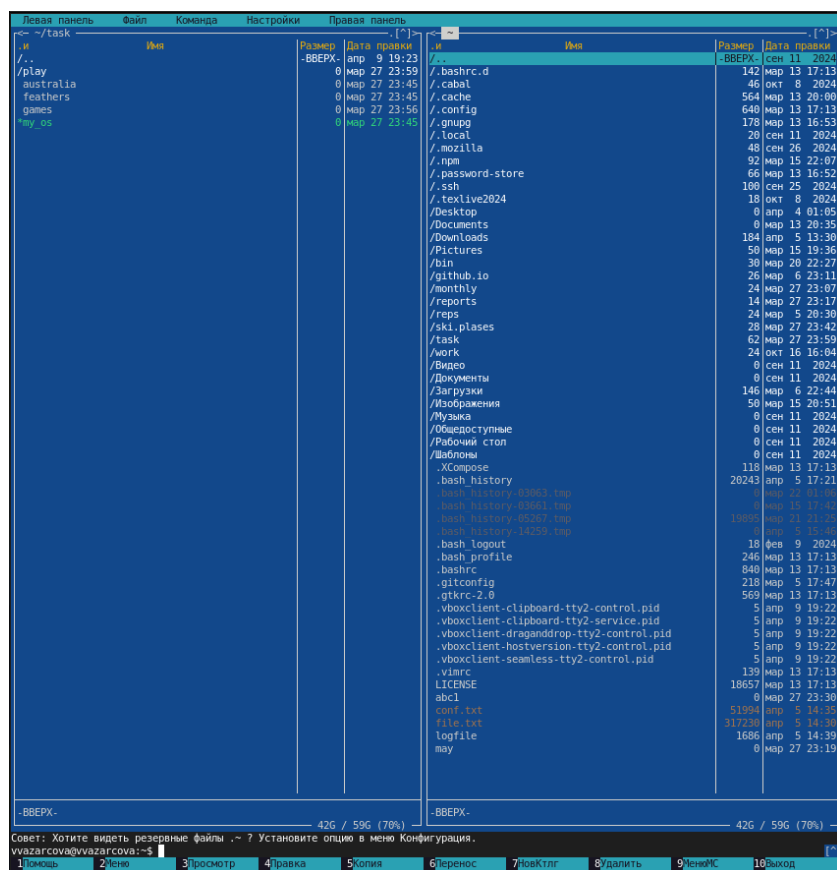 Левая панель Файл Команда Настройки Правая панель
<─ ~/task .[^]>
.и Имя Размер Дата правки
/.. -ВВЕРХ- апр 9 19:23
/play 0 мар 27 23:59
australia 0 мар 27 23:45
feathers 0 мар 27 23:45
games 0 мар 27 23:56
*my_os 0 мар 27 23:45
-ВВЕРХ-
42G / 59G (70%)
<─ ~ .[^]>
.и Имя Размер Дата правки
/.. -ВВЕРХ- сен 11 2024
/.bashrc.d 142 мар 13 17:13
/.cabal 46 окт 8 2024
/.cache 564 мар 13 20:00
/.config 640 мар 13 17:13
/.gnupg 178 мар 13 16:53
/.local 20 сен 11 2024
/.mozilla 48 сен 26 2024
/.npm 92 мар 15 22:07
/.password-store 66 мар 13 16:52
/.ssh 100 сен 25 2024
/.texlive2024 18 окт 8 2024
/Desktop 0 апр 4 01:05
/Documents 0 мар 13 20:35
/Downloads 184 апр 5 13:30
/Pictures 50 мар 15 19:36
/bin 30 мар 20 22:27
/github.io 26 мар 6 23:11
/monthly 24 мар 27 23:07
/reports 14 мар 27 23:17
/reps 24 мар 5 20:30
/ski.plases 28 мар 27 23:42
/task 62 мар 27 23:59
/work 24 окт 16 16:04
/Видео 0 сен 11 2024
/Документы 0 сен 11 2024
/Загрузки 146 мар 6 22:44
/Изображения 50 мар 15 20:51
/Музыка 0 сен 11 2024
/Общедоступные 0 сен 11 2024
/Рабочий стол 0 сен 11 2024
/Шаблоны 0 сен 11 2024
.XCompose 118 мар 13 17:13
.bash_history 20243 апр 5 17:21
.bash_history-03063.tmp 0 мар 22 01:06
.bash_history-03661.tmp 0 мар 15 17:42
.bash_history-05267.tmp 19895 мар 21 21:25
.bash_history-14259.tmp 0 апр 5 15:46
.bash_logout 18 фев 9 2024
.bash_profile 246 мар 13 17:13
.bashrc 840 мар 13 17:13
.gitconfig 218 мар 5 17:47
.gtkrc-2.0 569 мар 13 17:13
.vboxclient-clipboard-tty2-control.pid 5 апр 9 19:22
.vboxclient-clipboard-tty2-service.pid 5 апр 9 19:22
.vboxclient-draganddrop-tty2-control.pid 5 апр 9 19:22
.vboxclient-hostversion-tty2-control.pid 5 апр 9 19:22
.vboxclient-seamless-tty2-control.pid 5 апр 9 19:22
.vimrc 139 мар 13 17:13
LICENSE 18657 мар 13 17:13
abc1 0 мар 27 23:30
conf.txt 51994 апр 5 14:35
file.txt 317230 апр 5 14:30
logfile 1686 апр 5 14:39
may 0 мар 27 23:19
-ВВЕРХ-
42G / 59G (70%)
Совет: Хотите видеть резервные файлы .~ ? Установите опцию в меню Конфигурация.
vvazarcova@vvazarcova:~$ [^
1Помощь 2Меню 3Просмотр 4Правка 5Копия 6Перенос 7НовКтлг 8Удалить 9МенюMC 10Выход